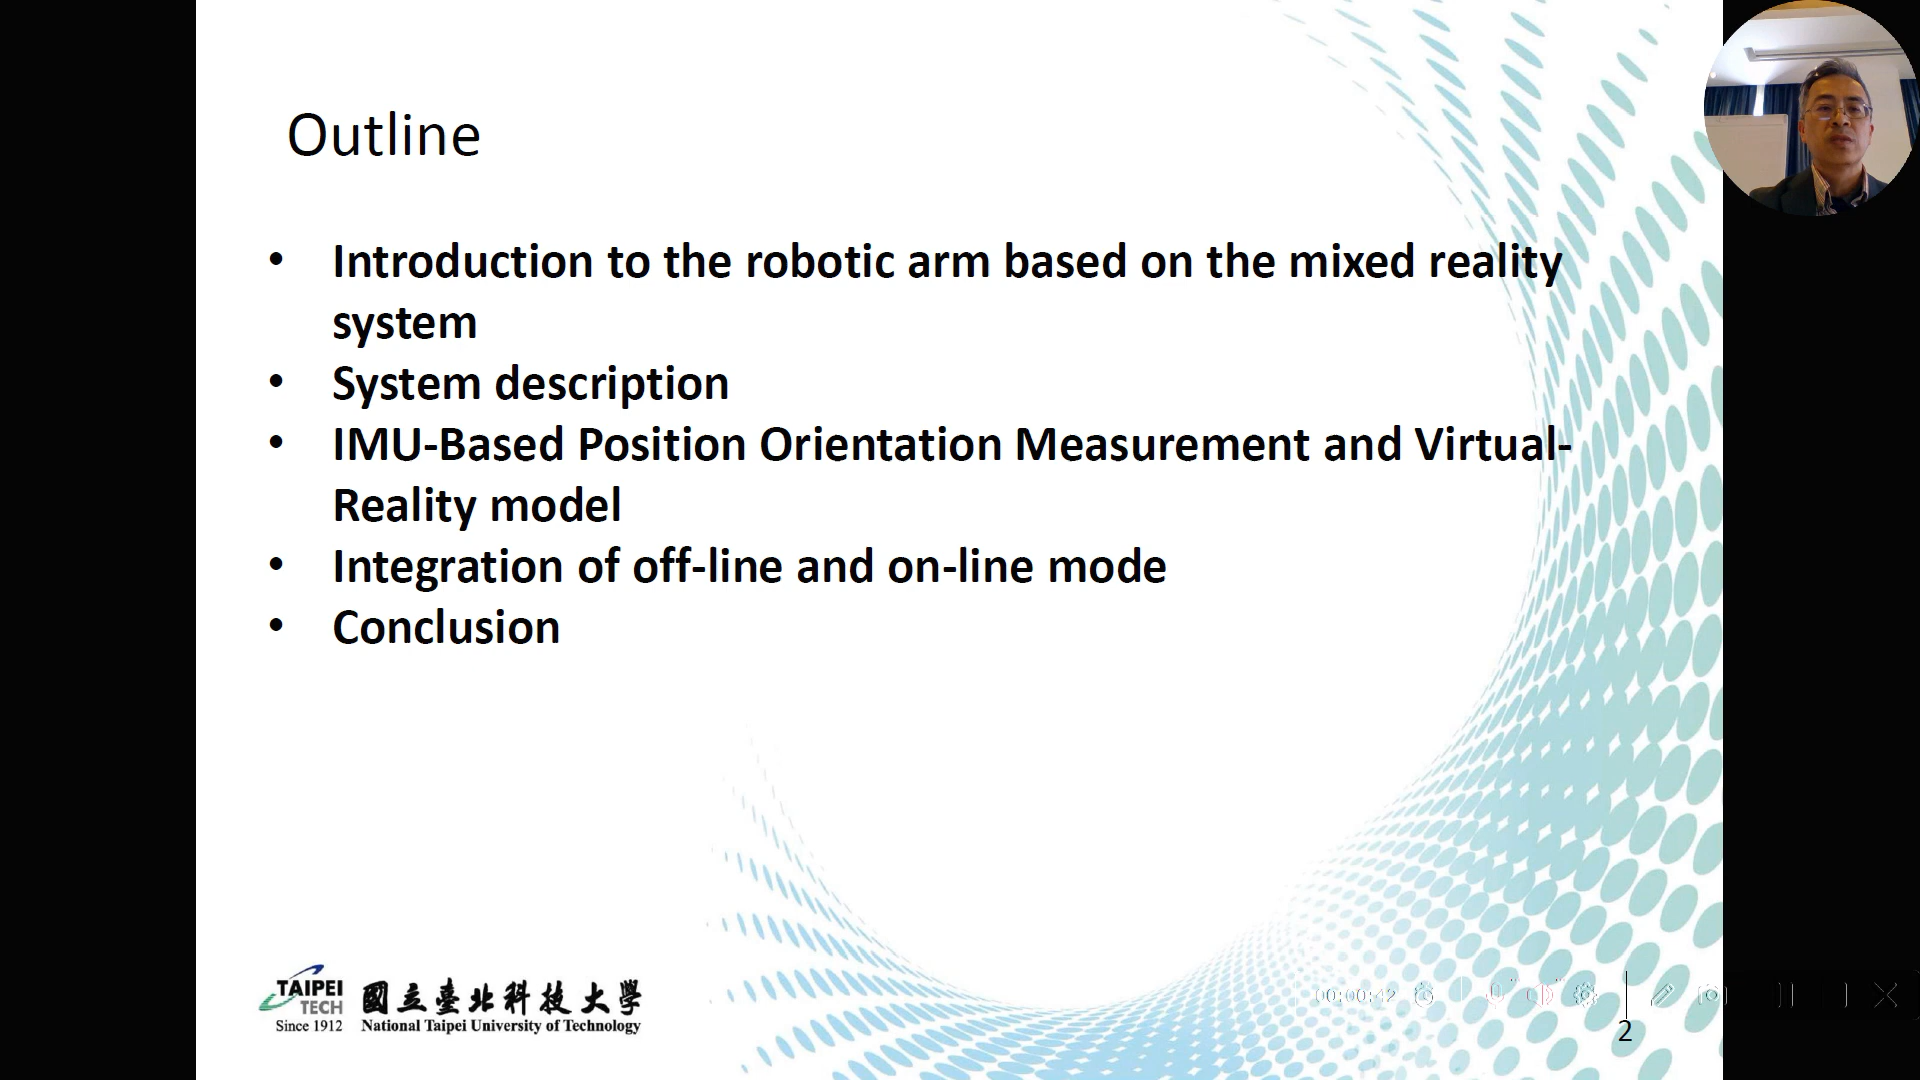 Outline
• Introduction to the robotic arm based on the mixed reality
system
• System description
• IMU-Based Position Orientation Measurement and Virtual-
Reality model
• Integration of off-line and on-line mode
• Conclusion
TAIPEI
TECH
Since 1912
國立臺北科技大學
National Taipei University of Technology
00:00:42
2